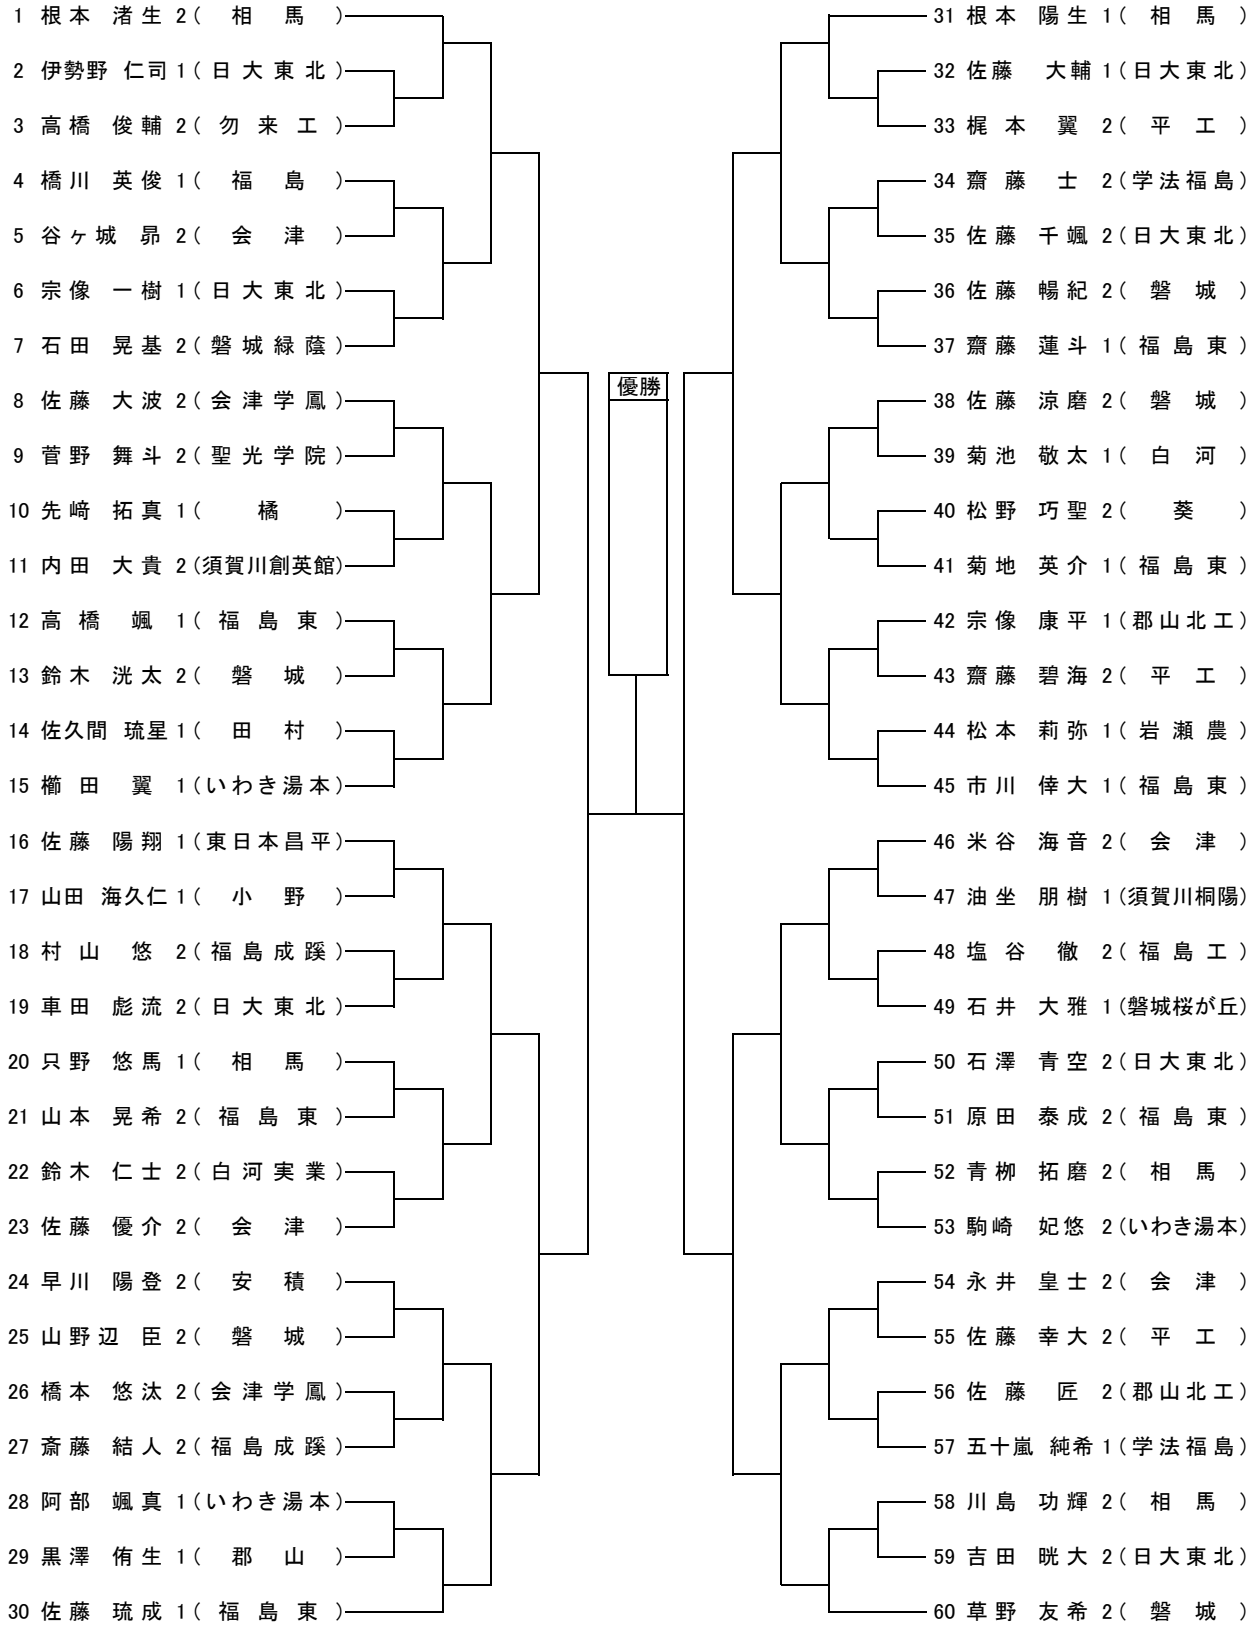 1 根本 渚生 2( 相馬 )
2 伊勢野 仁司 1( 日大東北 )
3 高橋 俊輔 2( 勿来工 )
4 橋川 英俊 1( 福島 )
5 谷ヶ城 昴 2( 会津 )
6 宗像 一樹 1( 日大東北 )
7 石田 晃基 2( 磐城緑蔭 )
8 佐藤 大波 2( 会津学鳳 )
9 菅野 舞斗 2( 聖光学院 )
10 先﨑 拓真 1( 橘 )
11 内田 大貴 2(須賀川創英館)
12 高橋 颯 1( 福島東 )
13 鈴木 洸太 2( 磐城 )
14 佐久間 琉星 1( 田村 )
15 櫛田 翼 1(いわき湯本)
16 佐藤 陽翔 1(東日本昌平)
17 山田 海久仁 1( 小野 )
18 村山 悠 2( 福島成蹊 )
19 車田 彪流 2( 日大東北 )
20 只野 悠馬 1( 相馬 )
21 山本 晃希 2( 福島東 )
22 鈴木 仁士 2( 白河実業 )
23 佐藤 優介 2( 会津 )
24 早川 陽登 2( 安積 )
25 山野辺 臣 2( 磐城 )
26 橋本 悠汰 2( 会津学鳳 )
27 斎藤 結人 2( 福島成蹊 )
28 阿部 颯真 1(いわき湯本)
29 黒澤 侑生 1( 郡山 )
30 佐藤 琉成 1( 福島東 )
優勝
31 根本 陽生 1( 相馬 )
32 佐藤 大輔 1(日大東北)
33 梶本 翼 2( 平工 )
34 齋藤 士 2(学法福島)
35 佐藤 千颯 2(日大東北)
36 佐藤 暢紀 2( 磐城 )
37 齋藤 蓮斗 1( 福島東 )
38 佐藤 涼磨 2( 磐城 )
39 菊池 敬太 1( 白河 )
40 松野 巧聖 2( 葵 )
41 菊地 英介 1( 福島東 )
42 宗像 康平 1(郡山北工)
43 齋藤 碧海 2( 平工 )
44 松本 莉弥 1( 岩瀬農 )
45 市川 倖大 1( 福島東 )
46 米谷 海音 2( 会津 )
47 油坐 朋樹 1(須賀川桐陽)
48 塩谷 徹 2( 福島工 )
49 石井 大雅 1(磐城桜が丘)
50 石澤 青空 2(日大東北)
51 原田 泰成 2( 福島東 )
52 青栁 拓磨 2( 相馬 )
53 駒崎 妃悠 2(いわき湯本)
54 永井 皇士 2( 会津 )
55 佐藤 幸大 2( 平工 )
56 佐藤 匠 2(郡山北工)
57 五十嵐 純希 1(学法福島)
58 川島 功輝 2( 相馬 )
59 吉田 晄大 2(日大東北)
60 草野 友希 2( 磐城 )